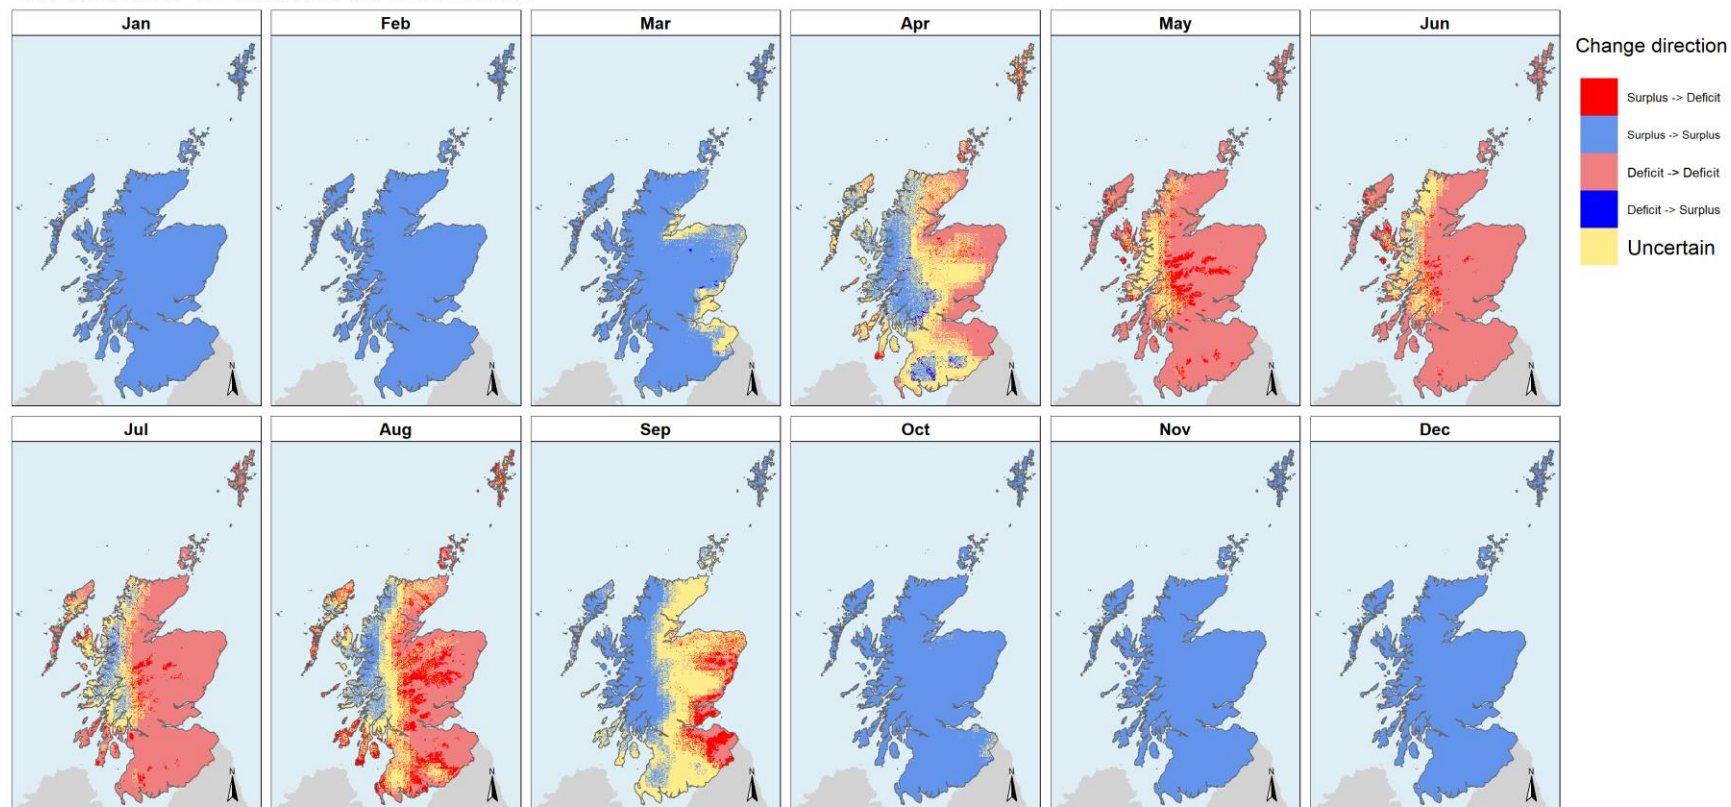 Jan
Feb
Mar
Apr
May
Jun
Change direction
Surplus -> Deficit
Surplus -> Surplus
Deficit -> Deficit
Deficit -> Surplus
Uncertain
N
N
N
N
N
N
Jul
Aug
Sep
Oct
Nov
Dec
N
N
N
N
N
N